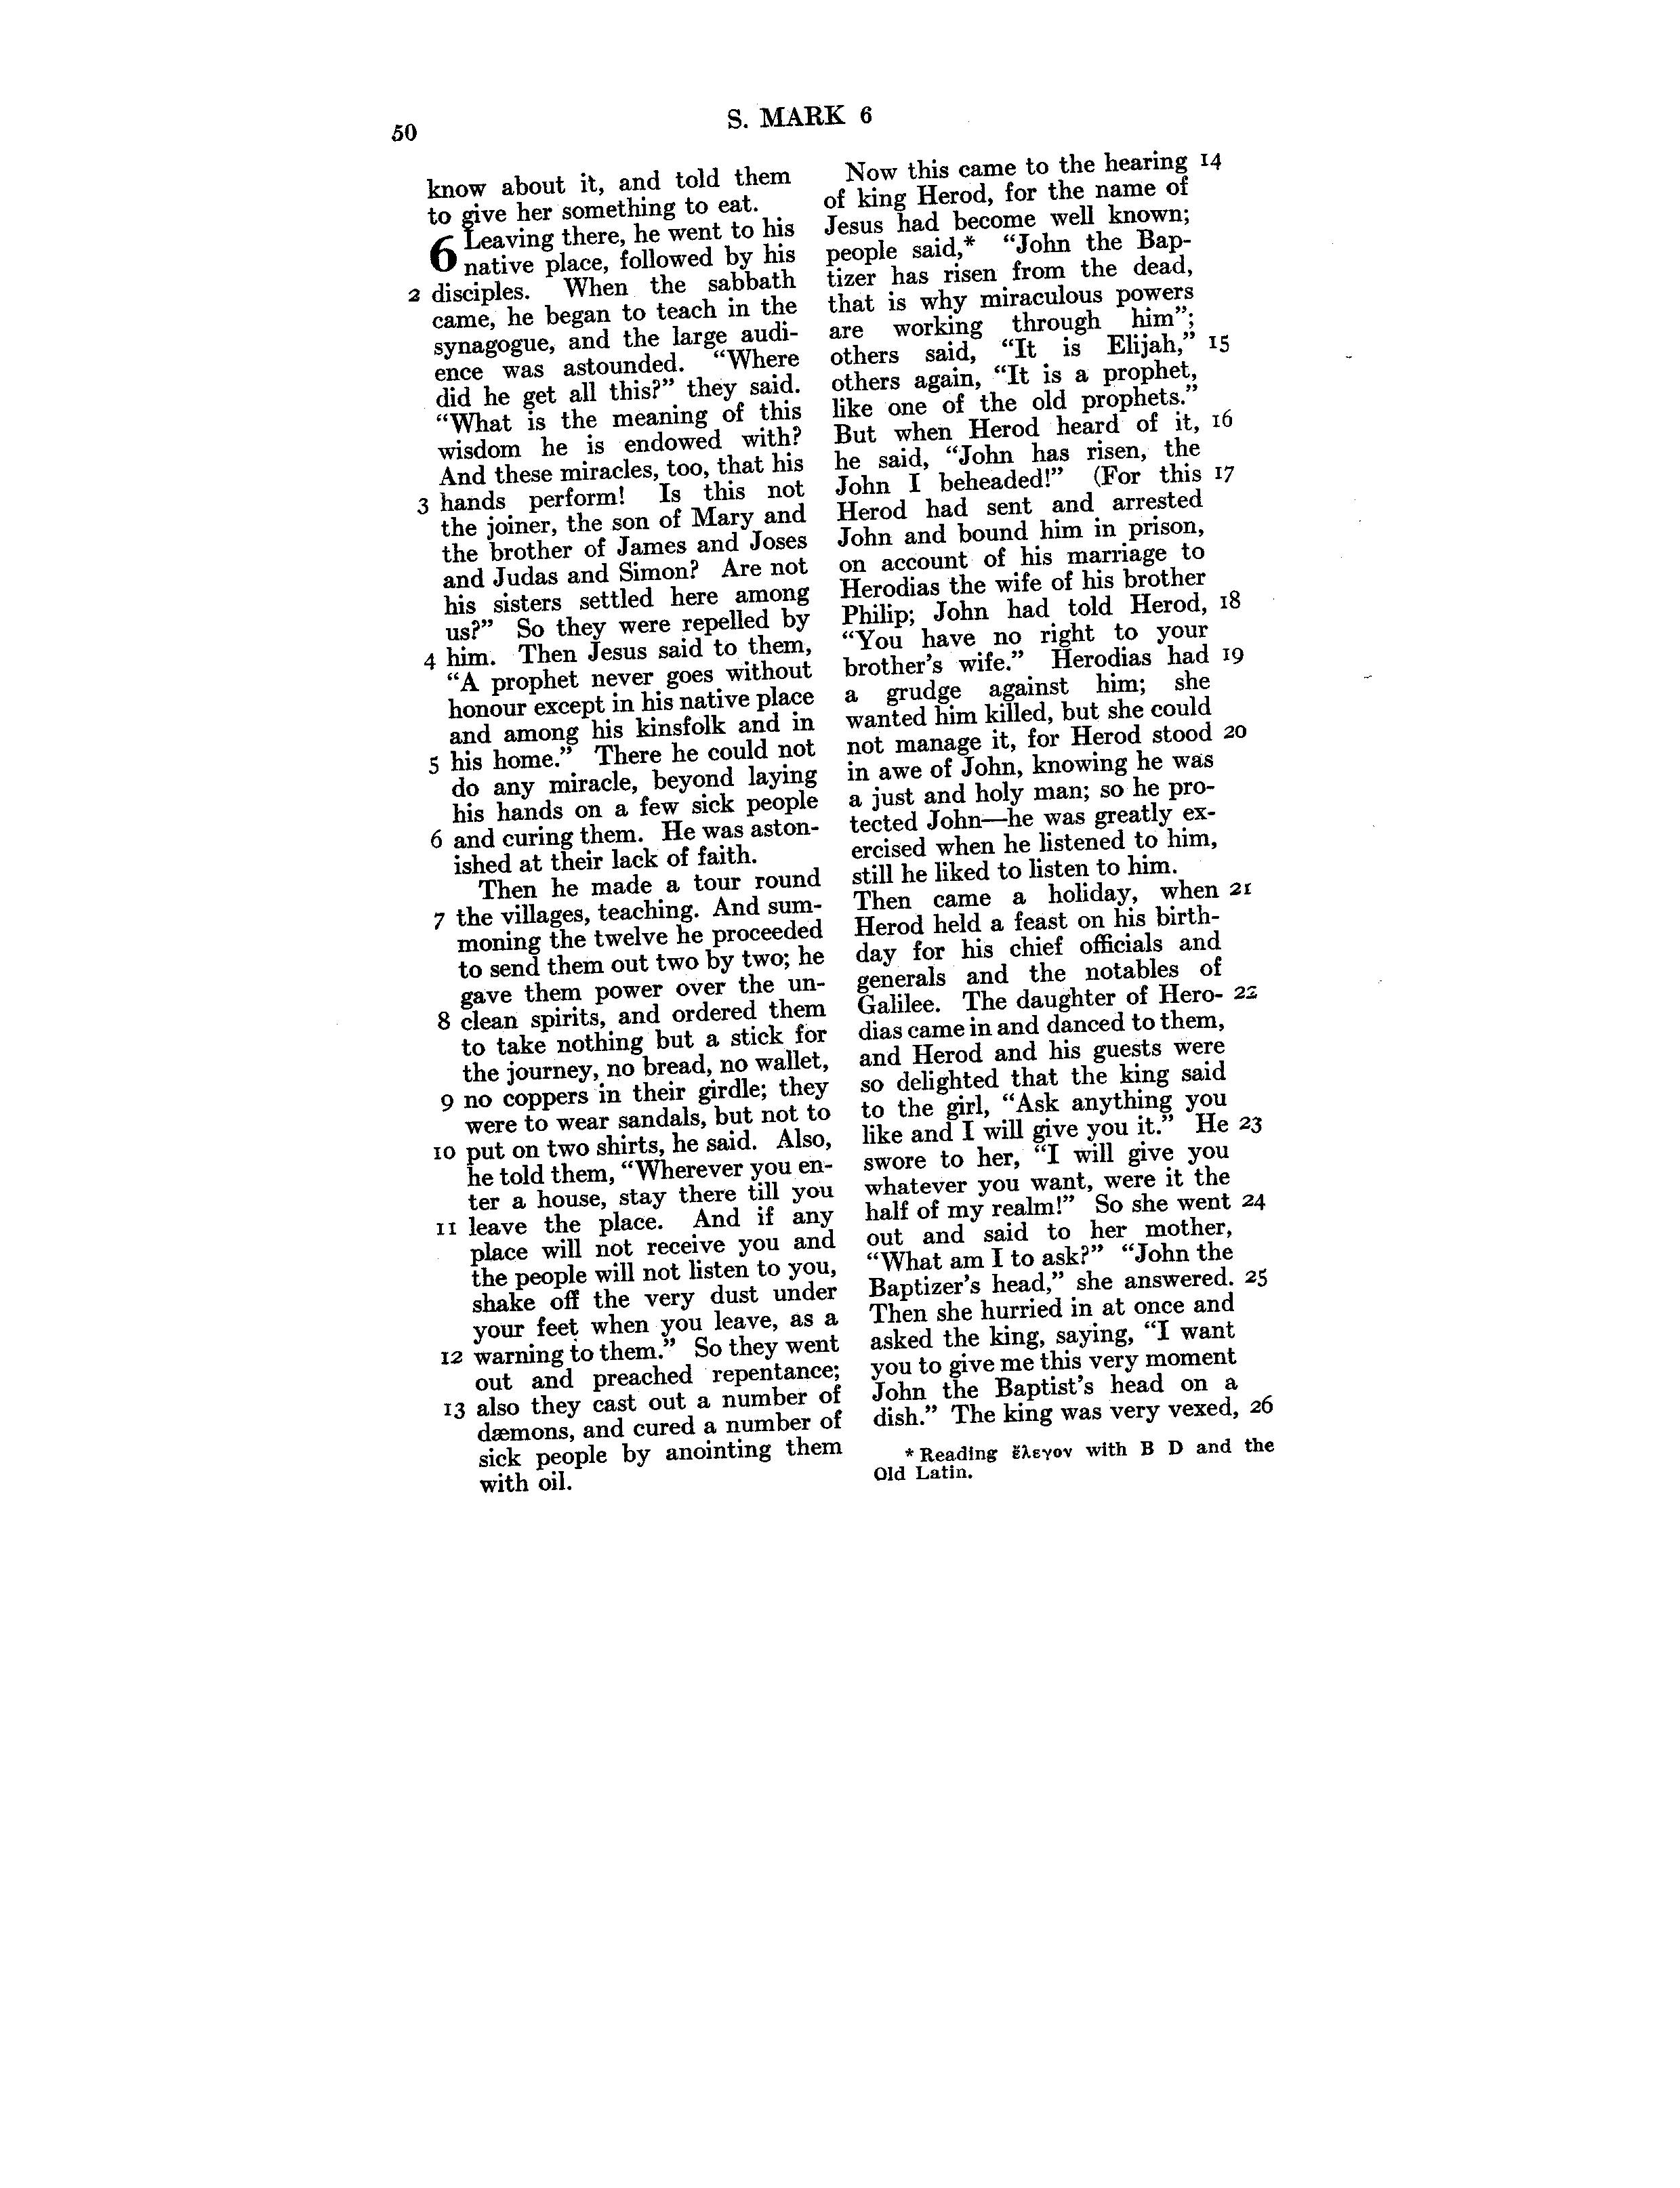 50
S. MARK 6
know about it, and told them
to give her something to eat.
6 Leaving there, he went to his
native place, followed by his
2 disciples. When the sabbath
came, he began to teach in the
synagogue, and the large audi-
ence was astounded. “Where
did he get all this?” they said.
“What is the meaning of this
wisdom he is endowed with?
And these miracles, too, that his
3 hands perform! Is this not
the joiner, the son of Mary and
the brother of James and Joses
and Judas and Simon? Are not
his sisters settled here among
us?” So they were repelled by
4 him. Then Jesus said to them,
“A prophet never goes without
honour except in his native place
and among his kinsfolk and in
5 his home.” There he could not
do any miracle, beyond laying
his hands on a few sick people
6 and curing them. He was aston-
ished at their lack of faith.
Then he made a tour round
7 the villages, teaching. And sum-
moning the twelve he proceeded
to send them out two by two; he
gave them power over the un-
8 clean spirits, and ordered them
to take nothing but a stick for
the journey, no bread, no wallet,
9 no coppers in their girdle; they
were to wear sandals, but not to
10 put on two shirts, he said. Also,
he told them, “Wherever you en-
ter a house, stay there till you
11 leave the place. And if any
place will not receive you and
the people will not listen to you,
shake off the very dust under
your feet when you leave, as a
12 warning to them.” So they went
out and preached repentance;
13 also they cast out a number of
dæmons, and cured a number of
sick people by anointing them
with oil.
Now this came to the hearing 14
of king Herod, for the name of
Jesus had become well known;
people said,* “John the Bap-
tizer has risen from the dead,
that is why miraculous powers
are working through him”;
others said, “It is Elijah,” 15
others again, “It is a prophet,
like one of the old prophets.”
But when Herod heard of it, 16
he said, “John has risen, the
John I beheaded!” (For this 17
Herod had sent and arrested
John and bound him in prison,
on account of his marriage to
Herodias the wife of his brother
Philip; John had told Herod, 18
“You have no right to your
brother’s wife.” Herodias had 19
a grudge against him; she
wanted him killed, but she could
not manage it, for Herod stood 20
in awe of John, knowing he was
a just and holy man; so he pro-
tected John—he was greatly ex-
ercised when he listened to him,
still he liked to listen to him.
Then came a holiday, when 21
Herod held a feast on his birth-
day for his chief officials and
generals and the notables of
Galilee. The daughter of Hero- 22
dias came in and danced to them,
and Herod and his guests were
so delighted that the king said
to the girl, “Ask anything you
like and I will give you it.” He 23
swore to her, “I will give you
whatever you want, were it the
half of my realm!” So she went 24
out and said to her mother,
“What am I to ask?” “John the
Baptizer’s head,” she answered. 25
Then she hurried in at once and
asked the king, saying, “I want
you to give me this very moment
John the Baptist’s head on a
dish.” The king was very vexed, 26
* Reading ἔλεγον with B D and the
Old Latin.